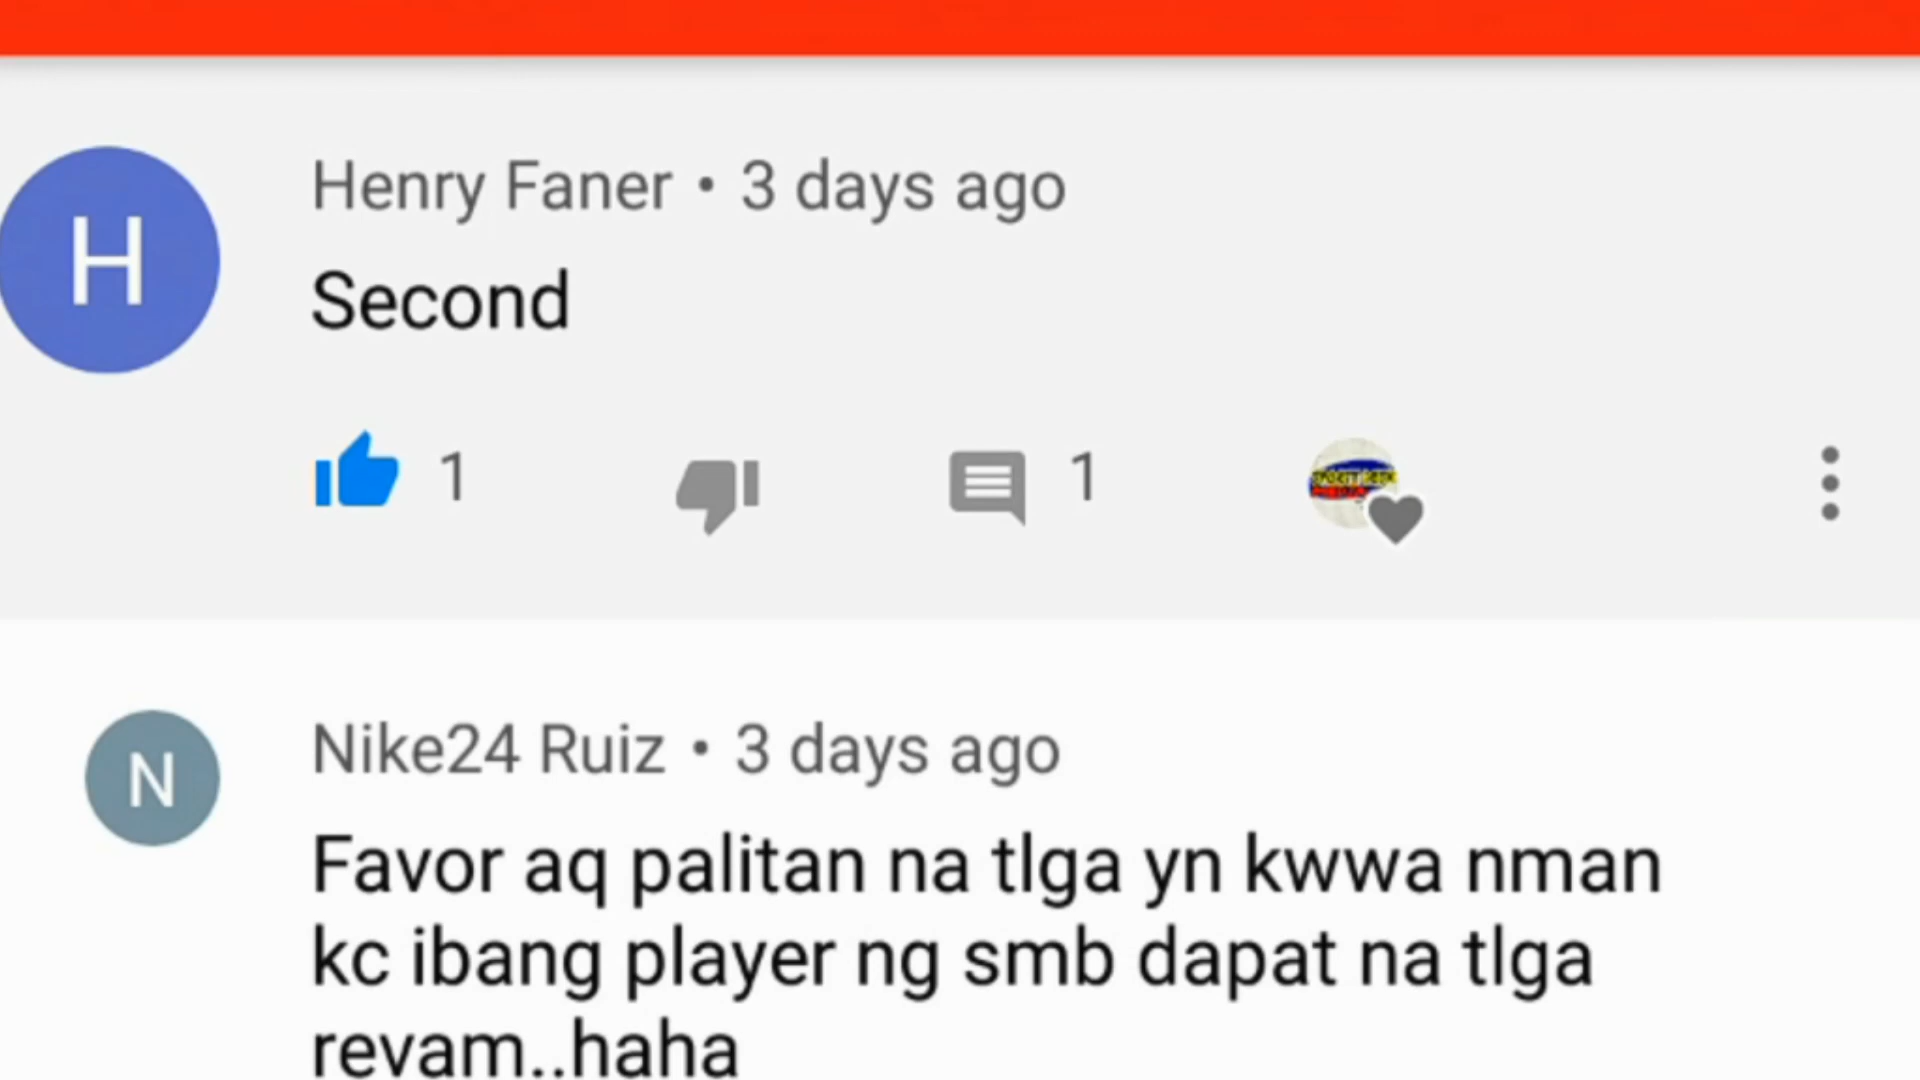 H
Henry Faner • 3 days ago
Second
1
1
N
Nike24 Ruiz • 3 days ago
Favor aq palitan na tlga yn kwwa nman
kc ibang player ng smb dapat na tlga
revam..haha